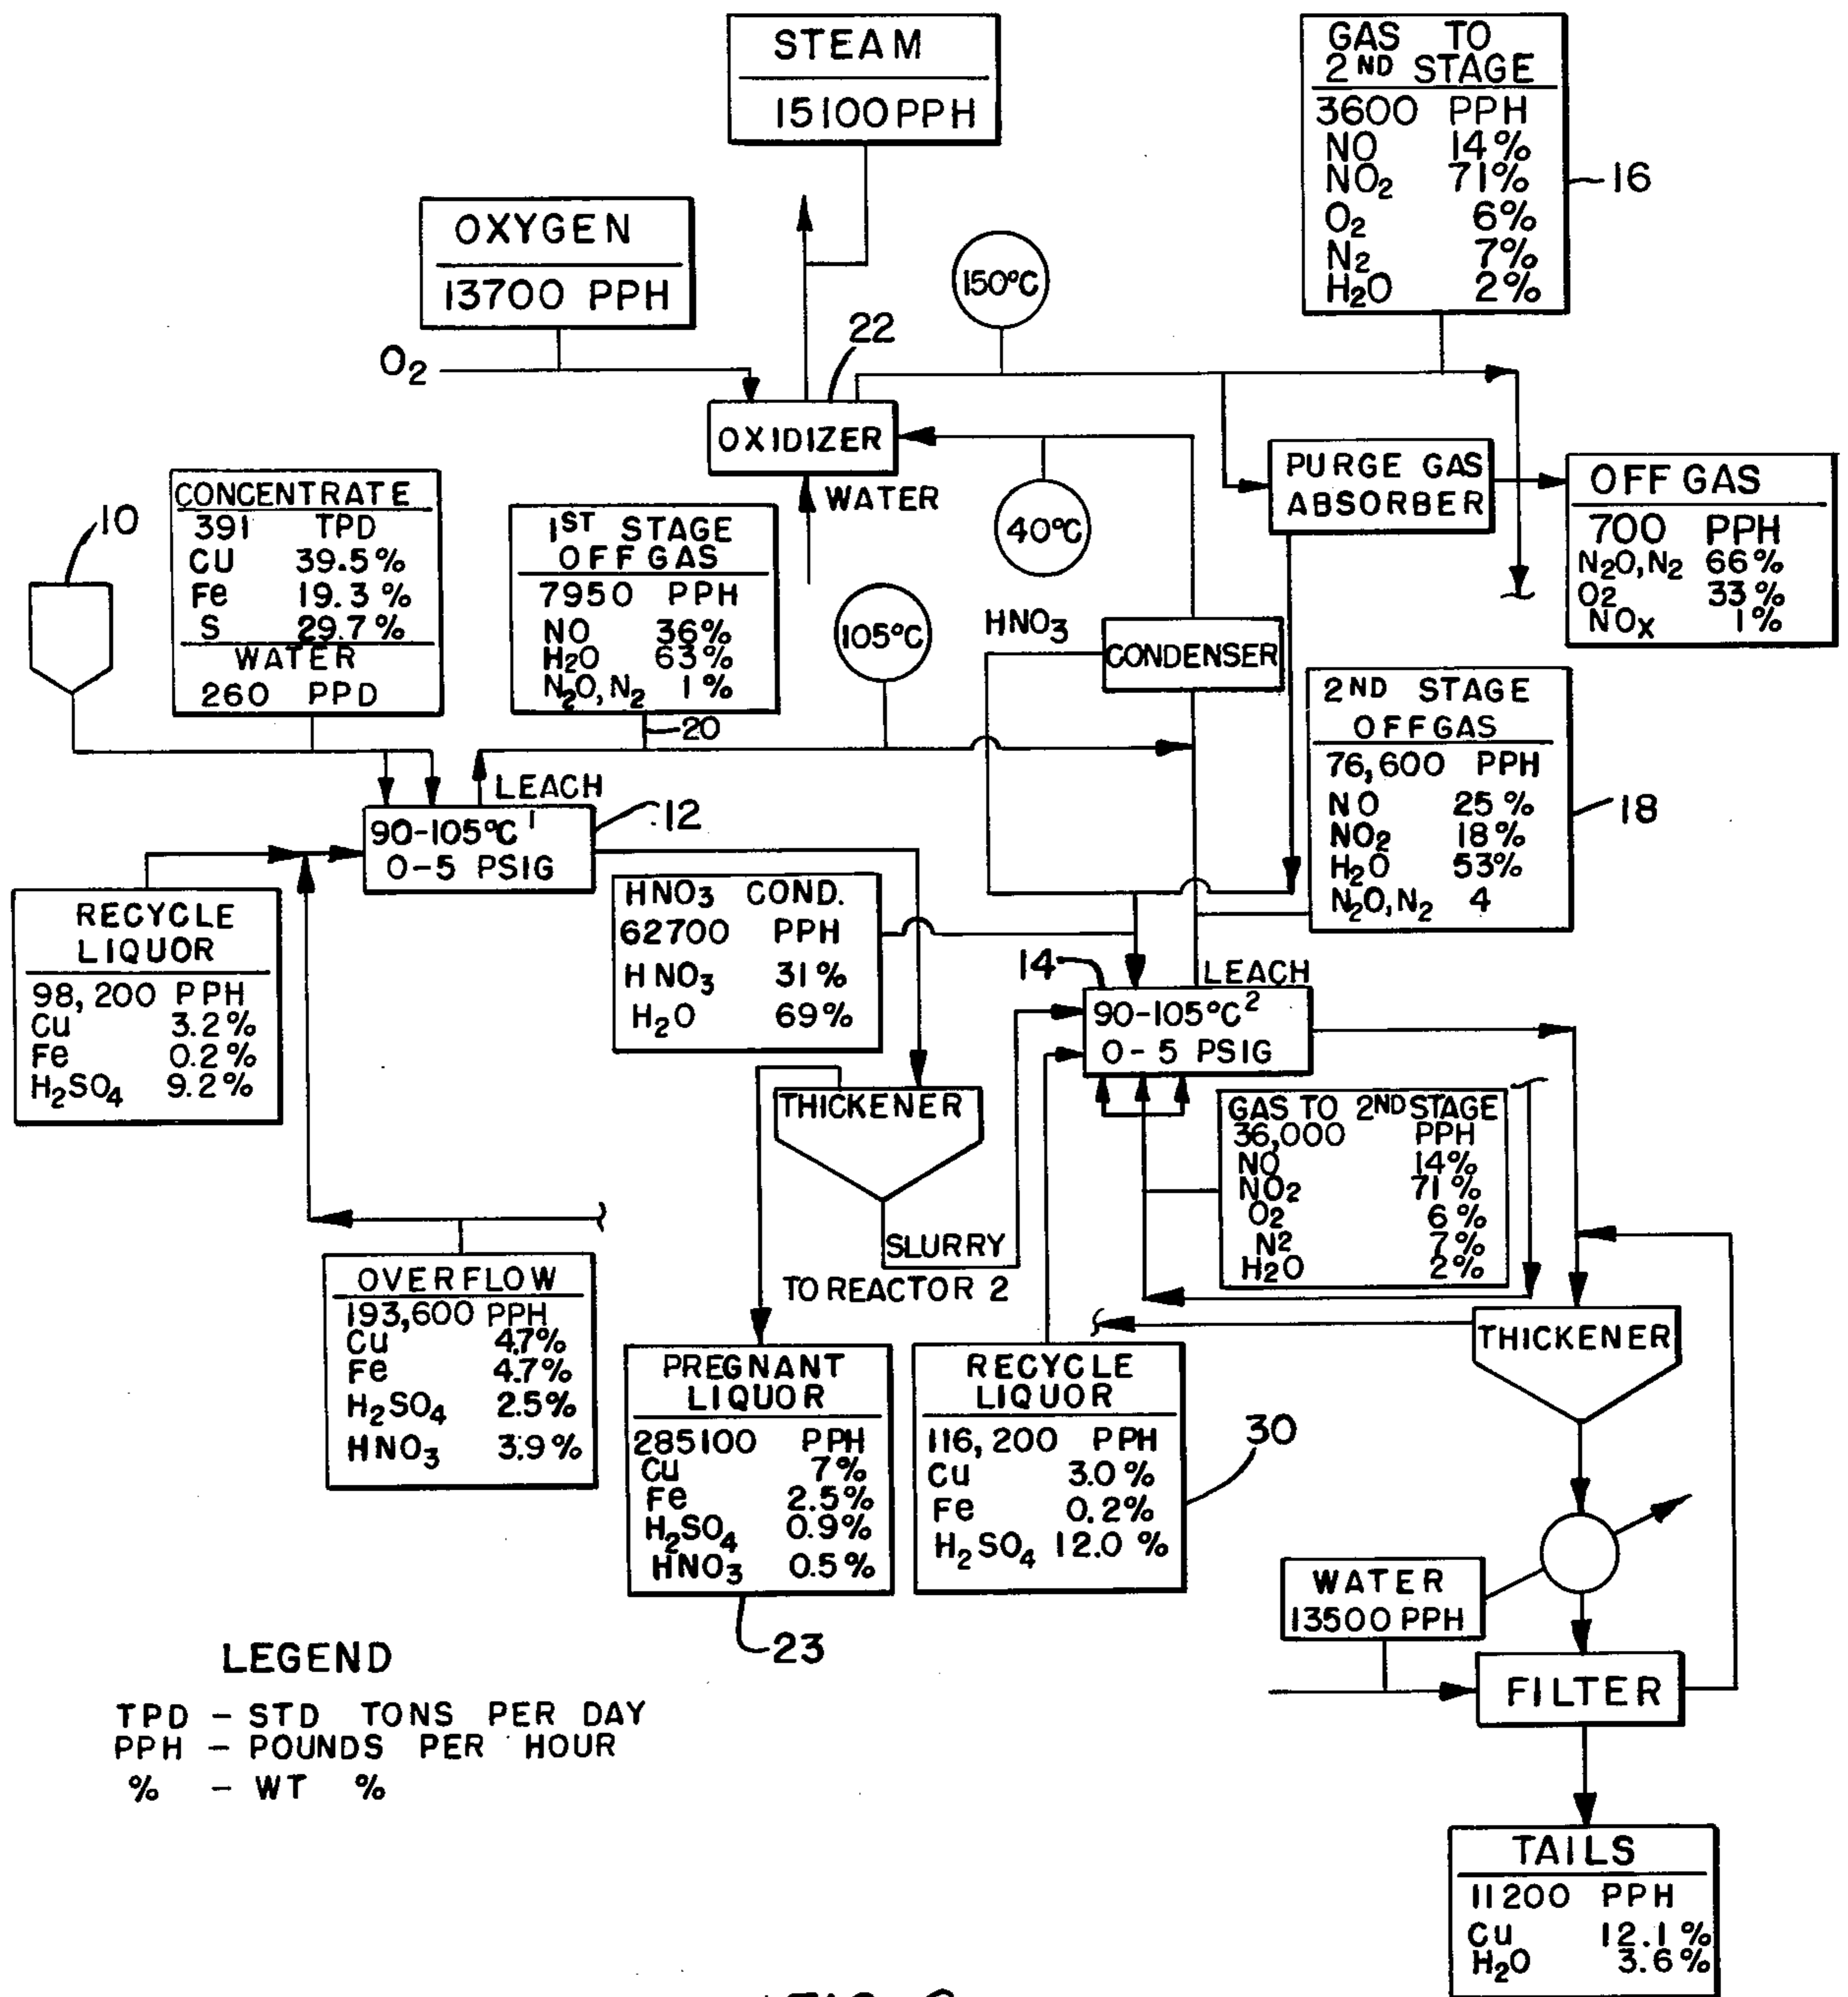 STEAM
15100 PPH
GAS TO
2ND STAGE
3600 PPH
NO 14%
NO2 71%
O2 6%
N2 7%
H2O 2%
16
OXYGEN
13700 PPH
O2
22
150°C
OXIDIZER
WATER
40°C
PURGE GAS
ABSORBER
OFF GAS
700 PPH
N2O, N2 66%
O2 33%
NOX 1%
10
CONCENTRATE
391 TPD
CU 39.5%
Fe 19.3%
S 29.7%
WATER
260 PPD
1ST STAGE
OFF GAS
7950 PPH
NO 36%
H2O 63%
N2O, N2 1%
20
105°C
HNO3
CONDENSER
2ND STAGE
OFFGAS
76,600 PPH
NO 25%
NO2 18%
H2O 53%
N2O, N2 4
18
LEACH
90-105°C 1
0-5 PSIG
12
RECYCLE
LIQUOR
98,200 PPH
Cu 3.2%
Fe 0.2%
H2SO4 9.2%
HNO3 COND.
62700 PPH
HNO3 31%
H2O 69%
14
LEACH
90-105°C 2
0-5 PSIG
THICKENER
SLURRY
TO REACTOR 2
GAS TO 2ND STAGE
36,000 PPH
NO 14%
NO2 71%
O2 6%
N2 7%
H2O 2%
THICKENER
OVERFLOW
193,600 PPH
Cu 4.7%
Fe 4.7%
H2SO4 2.5%
HNO3 3.9%
PREGNANT
LIQUOR
285100 PPH
Cu 7%
Fe 2.5%
H2SO4 0.9%
HNO3 0.5%
23
RECYCLE
LIQUOR
116,200 PPH
Cu 3.0%
Fe 0.2%
H2SO4 12.0%
30
WATER
13500 PPH
FILTER
TAILS
11200 PPH
Cu 12.1%
H2O 3.6%
LEGEND
TPD - STD TONS PER DAY
PPH - POUNDS PER HOUR
% - WT %